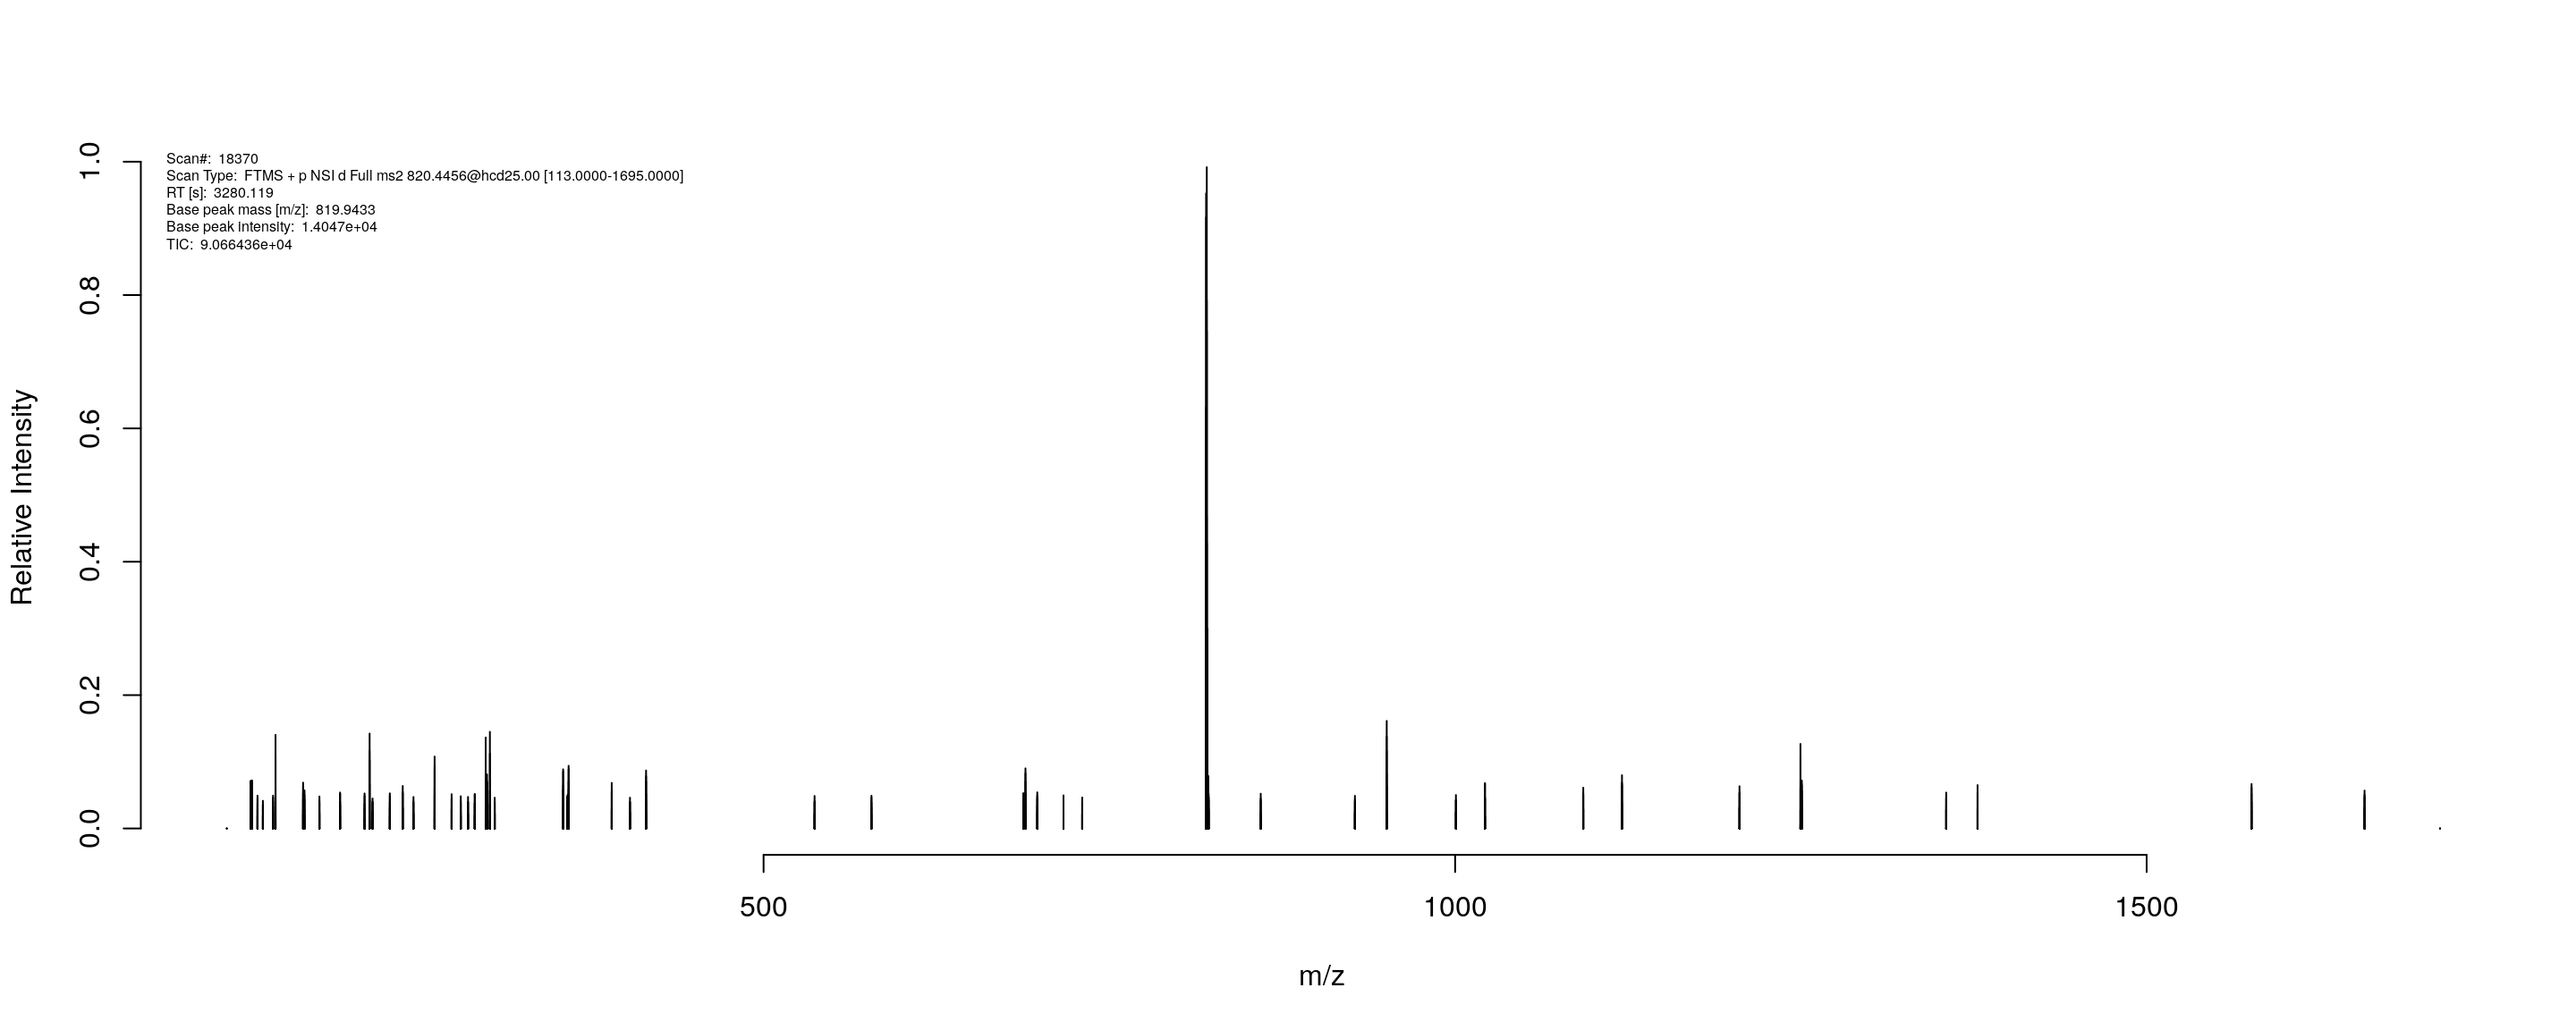 Scan#: 18370
Scan Type: FTMS + p NSI d Full ms2 820.4456@hcd25.00 [113.0000-1695.0000]
RT [s]: 3280.119
Base peak mass [m/z]: 819.9433
Base peak intensity: 1.4047e+04
TIC: 9.066436e+04
1.0
0.8
0.6
0.4
0.2
0.0
Relative Intensity
500 1000 1500
m/z